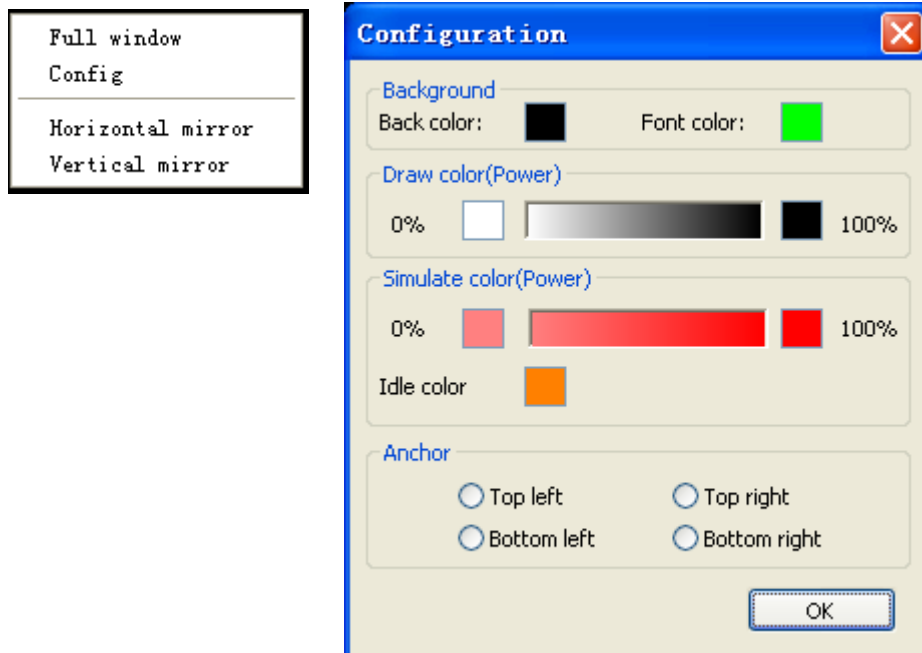 Full window
Config
Horizontal mirror
Vertical mirror
Configuration
Background
Back color: Font color:
Draw color(Power)
0% 100%
Simulate color(Power)
0% 100%
Idle color
Anchor
Top left Top right
Bottom left Bottom right
OK